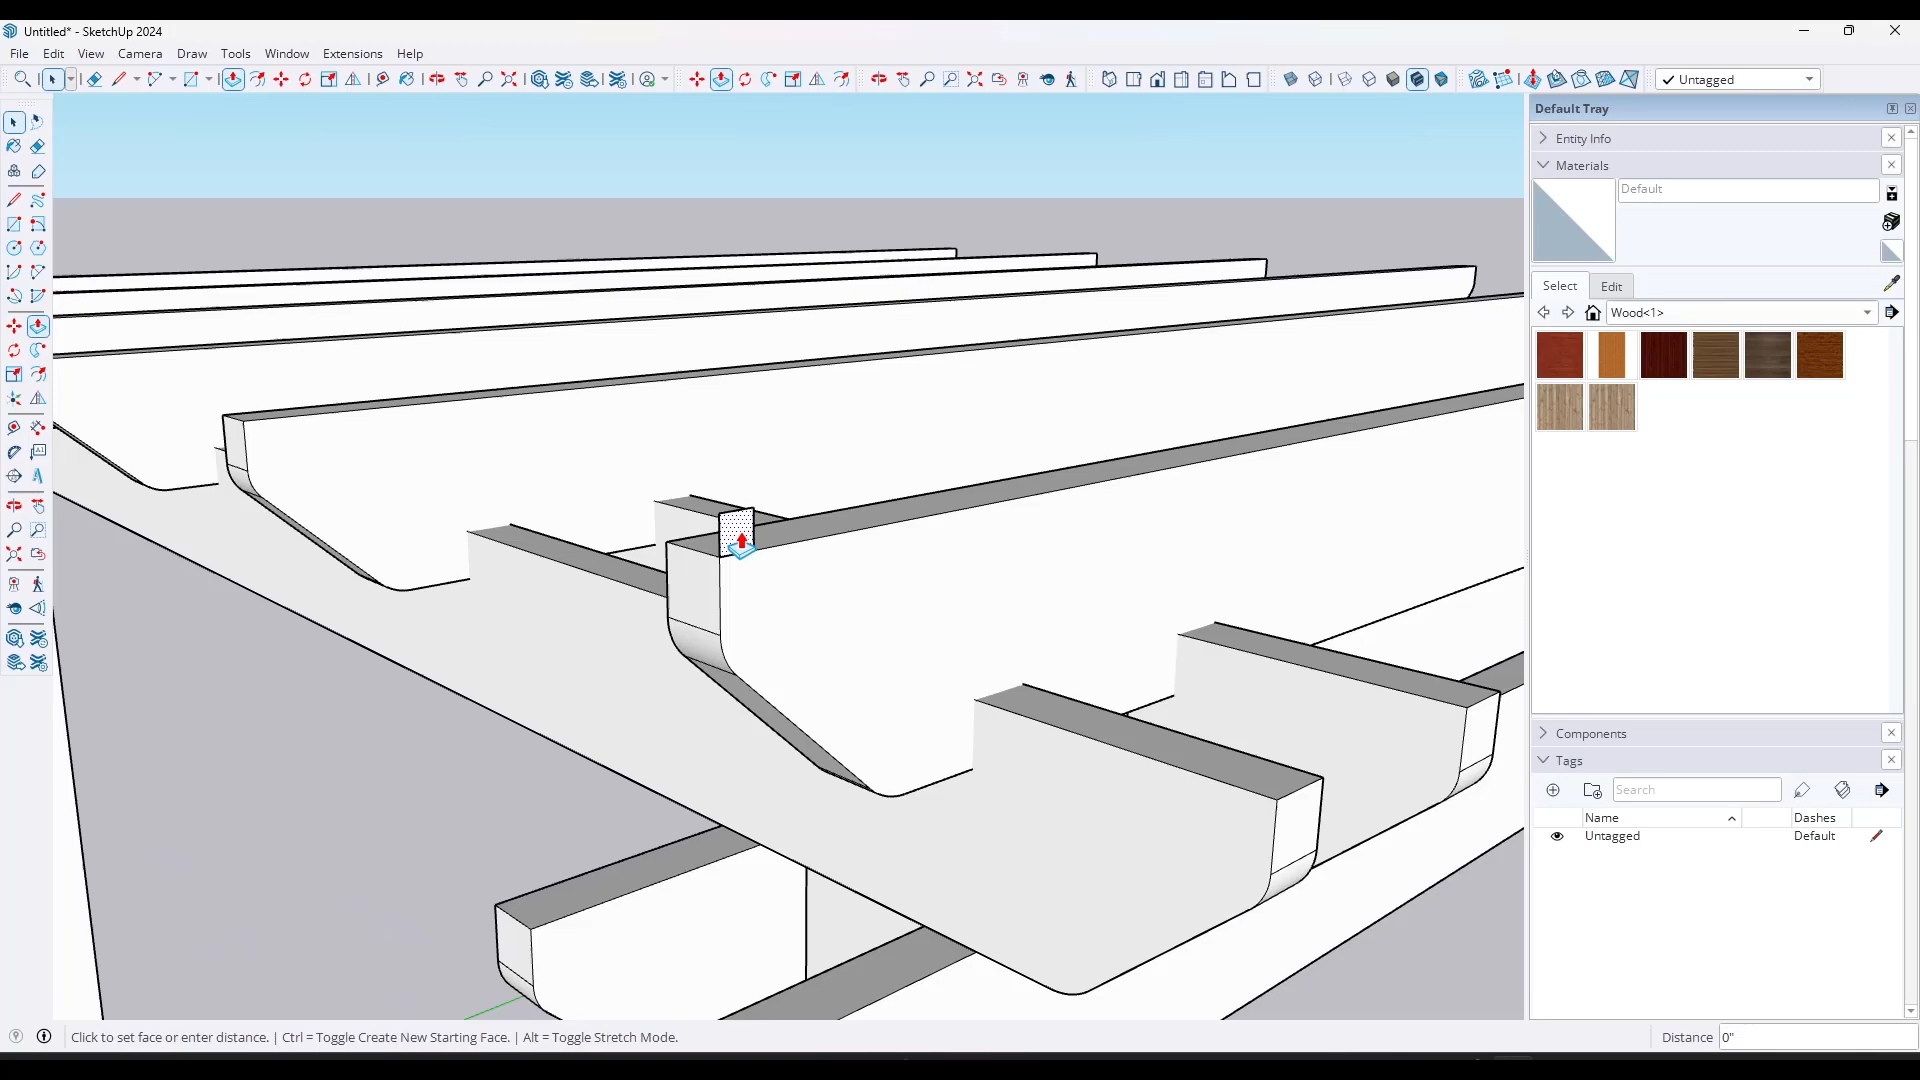 Untitled* - SketchUp 2024
File Edit View Camera Draw Tools Window Extensions Help
Untagged
Default Tray
Entity Info
Materials
Default
Select Edit
Wood<1>
Components
Tags
Search
Name Dashes
Untagged Default
Click to set face or enter distance. | Ctrl = Toggle Create New Starting Face. | Alt = Toggle Stretch Mode.
Distance 0"